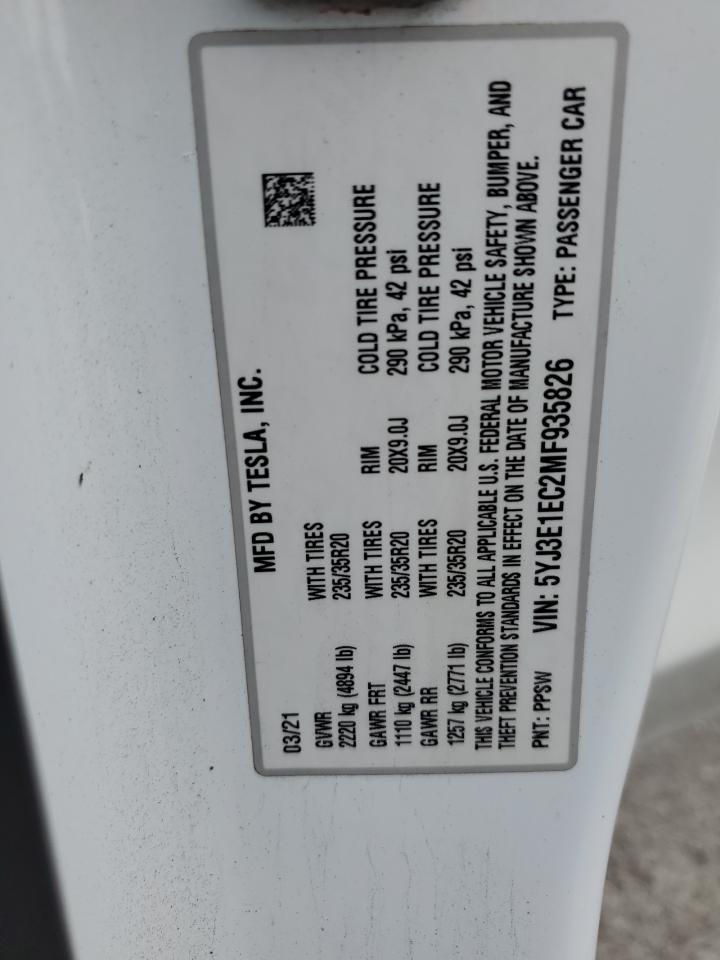 MFD BY TESLA, INC.
03/21
GVWR WITH TIRES
2220 kg (4894 lb) 235/35R20
GAWR FRT WITH TIRES RIM COLD TIRE PRESSURE
1110 kg (2447 lb) 235/35R20 20X9.0J 290 kPa, 42 psi
GAWR RR WITH TIRES RIM COLD TIRE PRESSURE
1257 kg (2771 lb) 235/35R20 20X9.0J 290 kPa, 42 psi
THIS VEHICLE CONFORMS TO ALL APPLICABLE U.S. FEDERAL MOTOR VEHICLE SAFETY, BUMPER, AND
THEFT PREVENTION STANDARDS IN EFFECT ON THE DATE OF MANUFACTURE SHOWN ABOVE.
PNT: PPSW VIN: 5YJ3E1EC2MF935826 TYPE: PASSENGER CAR